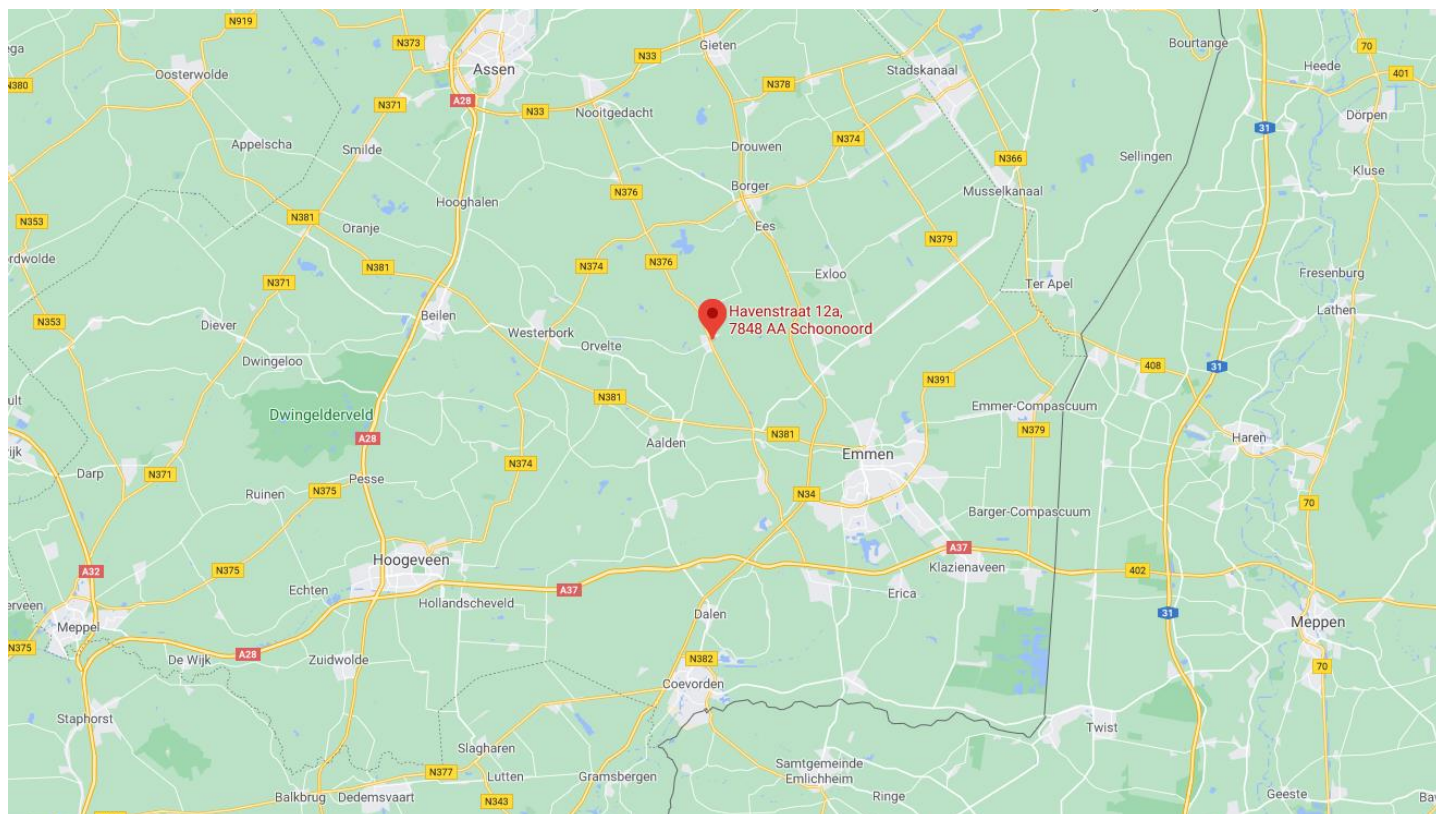 N919
N373
Assen
N33
Gieten
Stadskanaal
Bourtange
70
Heede
401
Oosterwolde
N380
N371
A28
N33
Nooitgedacht
N378
Dörpen
31
Appelscha
Smilde
Drouwen
N374
N366
Sellingen
Kluse
Borger
Musselkanaal
N376
Hooghalen
N353
N381
Oranje
Ees
N379
N381
N374
N376
Exloo
Ter Apel
Fresenburg
N371
Lathen
Havenstraat 12a,
7848 AA Schoonoord
N353
Diever
Beilen
Westerbork
Orvelte
Dwingeloo
408
31
N391
N381
Emmer-Compascuum
Dwingelderveld
A28
N381
N379
Haren
Aalden
Emmen
Darp
N371
Pesse
N374
Ruinen
N375
N34
70
Barger-Compascuum
Hoogeveen
A37
A32
N375
Echten
A37
Klazienaveen
402
Hollandscheveld
Erica
Meppel
Dalen
31
Meppen
N375
De Wijk
A28
Zuidwolde
N382
70
Coevorden
Staphorst
Twist
Slagharen
N377
Lutten
Gramsbergen
Samtgemeinde
Emlichheim
Balkbrug
Dedemsvaart
N343
Ringe
Geeste